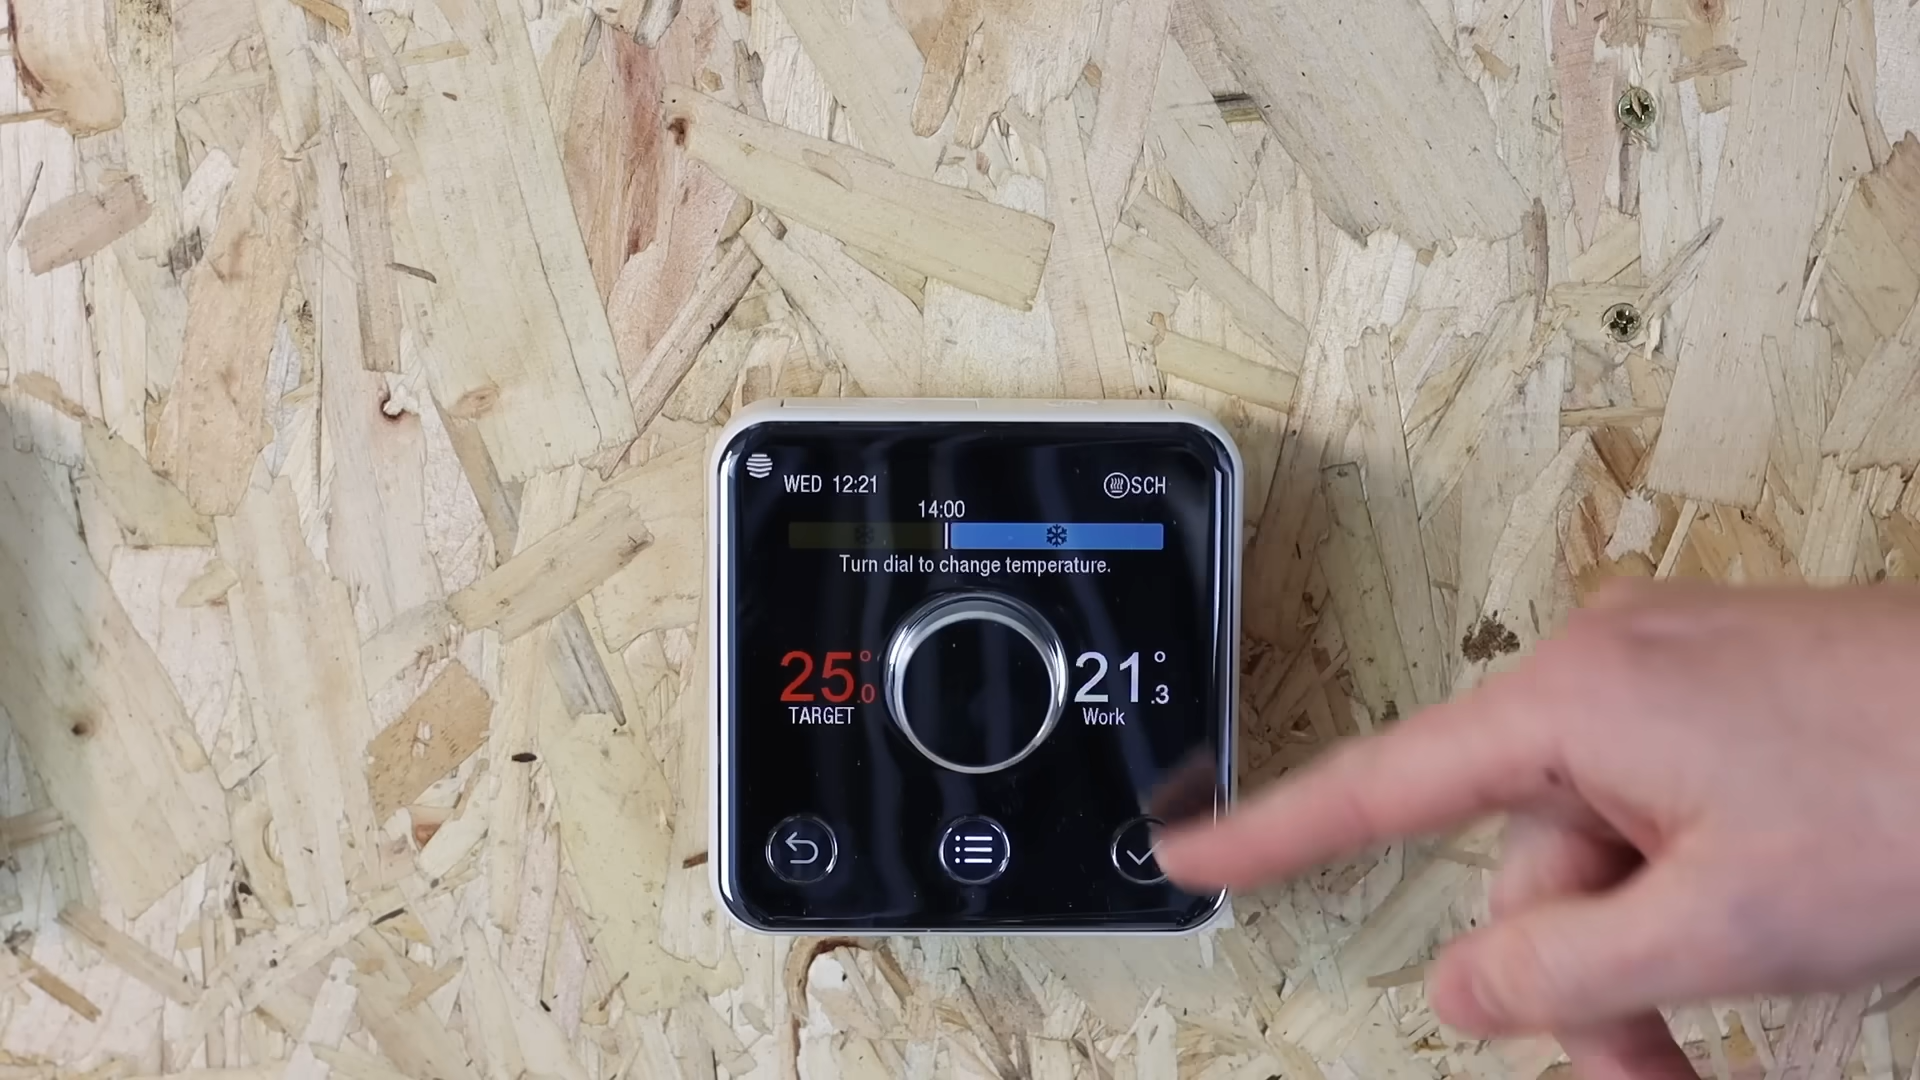 WED 12:21
SCH
14:00
Turn dial to change temperature.
25.0°
TARGET
21.3°
Work